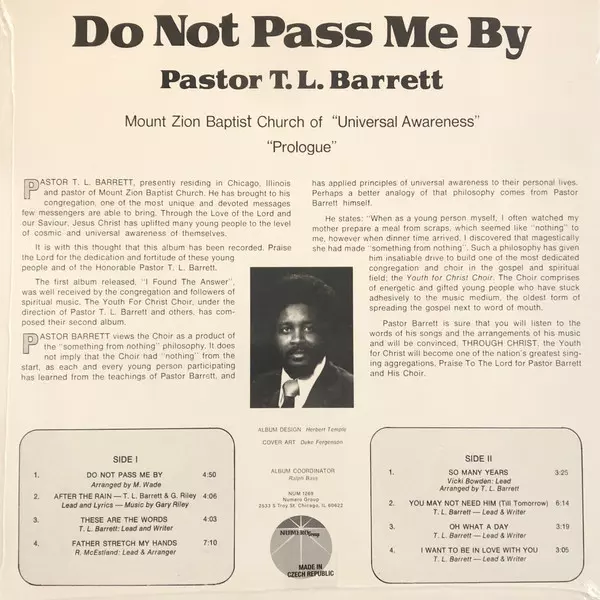 Do Not Pass Me By
Pastor T. L. Barrett
Mount Zion Baptist Church of "Universal Awareness"
"Prologue"
PASTOR T. L. BARRETT, presently residing in Chicago, Illinois
and pastor of Mount Zion Baptist Church. He has brought to his
congregation, one of the most unique and devoted messages
few messengers are able to bring. Through the Love of the Lord and
our Saviour, Jesus Christ has uplifted many young people to the level
of cosmic and universal awareness of themselves.
It is with this thought that this album has been recorded. Praise
the Lord for the dedication and fortitude of these young
people and of the Honorable Pastor T. L. Barrett.
The first album released, "I Found The Answer",
was well received by the congregation and followers of
spiritual music. The Youth For Christ Choir, under the
direction of Pastor T. L. Barrett and others, has com-
posed their second album.
PASTOR BARRETT views the Choir as a product of
the "something from nothing" philosophy. It does
not imply that the Choir had "nothing" from the
start, as each and every young person participating
has learned from the teachings of Pastor Barrett, and
has applied principles of universal awareness to their personal lives.
Perhaps a better analogy of that philosophy comes from Pastor
Barrett himself.
He states: "When as a young person myself, I often watched my
mother prepare a meal from scraps, which seemed like "nothing" to
me, however when dinner time arrived, I discovered that magestically
she had made "something from nothing". Such a philosophy has given
him insatiable drive to build one of the most dedicated
congregation and choir in the gospel and spiritual
field; the Youth for Christ Choir. The Choir comprises
of energetic and gifted young people who have stuck
adhesively to the music medium, the oldest form of
spreading the gospel next to word of mouth.
Pastor Barrett is sure that you will listen to the
words of his songs and the arrangements of his music
and will be convinced, THROUGH CHRIST, the Youth
for Christ will become one of the nation's greatest sing-
ing aggregations, Praise To The Lord for Pastor Barrett
and His Choir.
ALBUM DESIGN Herbert Temple
COVER ART Duke Fergerson
ALBUM COORDINATOR
Ralph Bass
NUM 1269
Numero Group
2533 S Troy St. Chicago, IL 60622
NUMERO Group
MADE IN
CZECH REPUBLIC
SIDE I
1. DO NOT PASS ME BY 4:50
Arranged by M. Wade
2. AFTER THE RAIN — T. L. Barrett & G. Riley 4:06
Lead and Lyrics — Music by Gary Riley
3. THESE ARE THE WORDS 4:03
T. L. Barrett: Lead and Writer
4. FATHER STRETCH MY HANDS 7:10
R. McEstland: Lead & Arranger
SIDE II
1. SO MANY YEARS 3:25
Vicki Bowden: Lead
Arranged by T. L. Barrett
2. YOU MAY NOT NEED HIM (Till Tomorrow) 6:14
T. L. Barrett — Lead & Writer
3. OH WHAT A DAY 3:19
T. L. Barrett — Lead & Writer
4. I WANT TO BE IN LOVE WITH YOU 3:05
T. L. Barrett — Lead & Writer